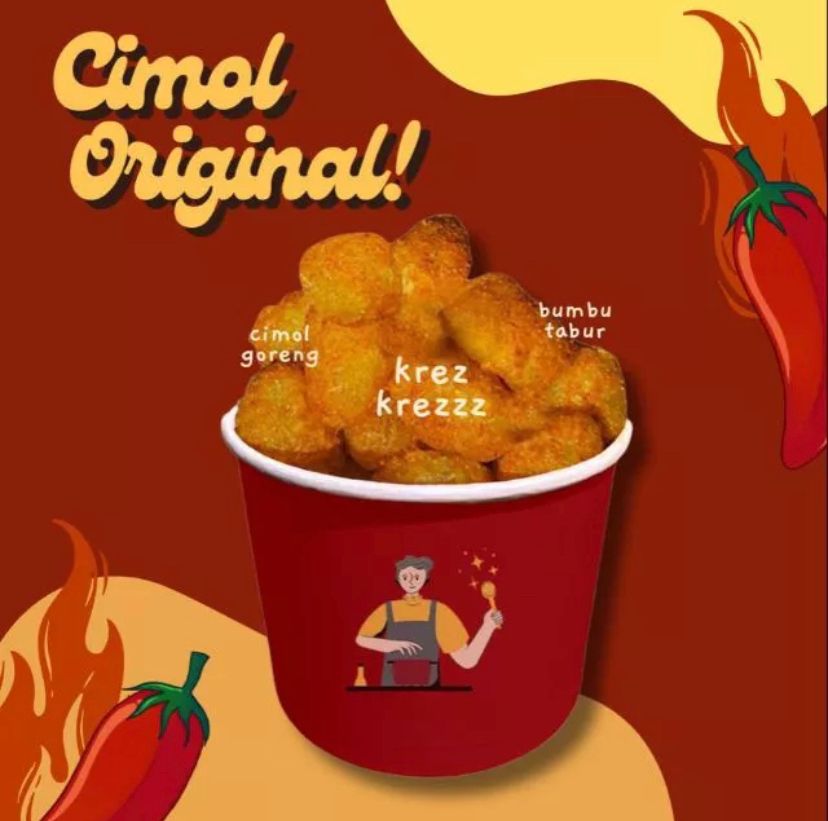 Cimol
Original!
cimol
goreng
bumbu
tabur
krez
krezzz